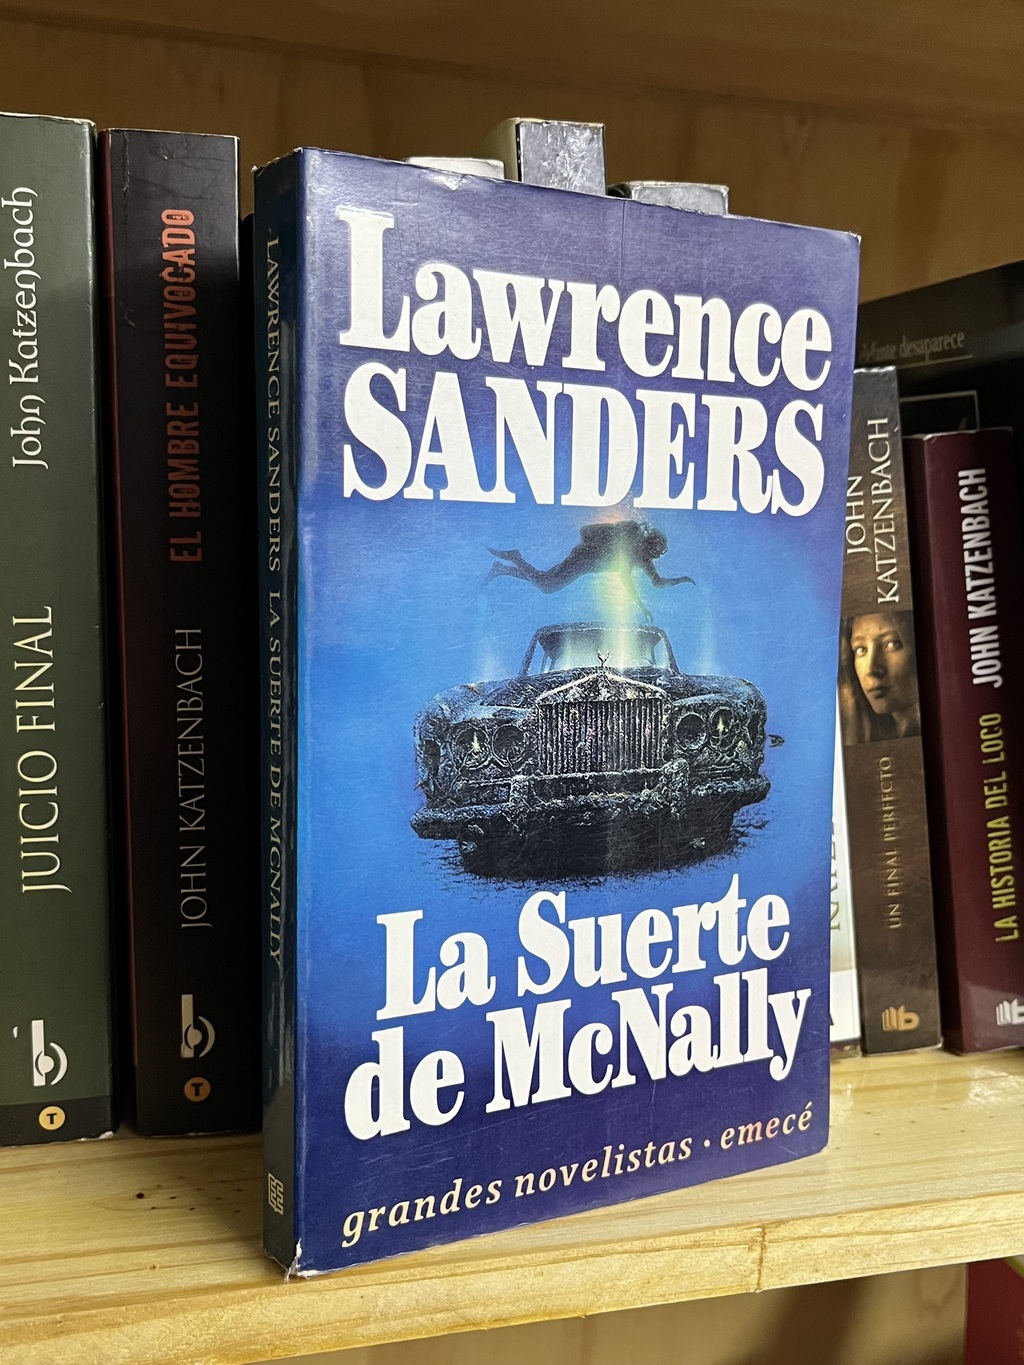 John Katzenbach
JUICIO FINAL
T
EL HOMBRE EQUIVOCADO
JOHN KATZENBACH
T
LAWRENCE SANDERS LA SUERTE DE MCNALLY
Lawrence
SANDERS
La Suerte
de McNally
grandes novelistas · emecé
desaparece
JOHN
KATZENBACH
UN FINAL PERFECTO
b
JOHN KATZENBACH
LA HISTORIA DEL LOCO